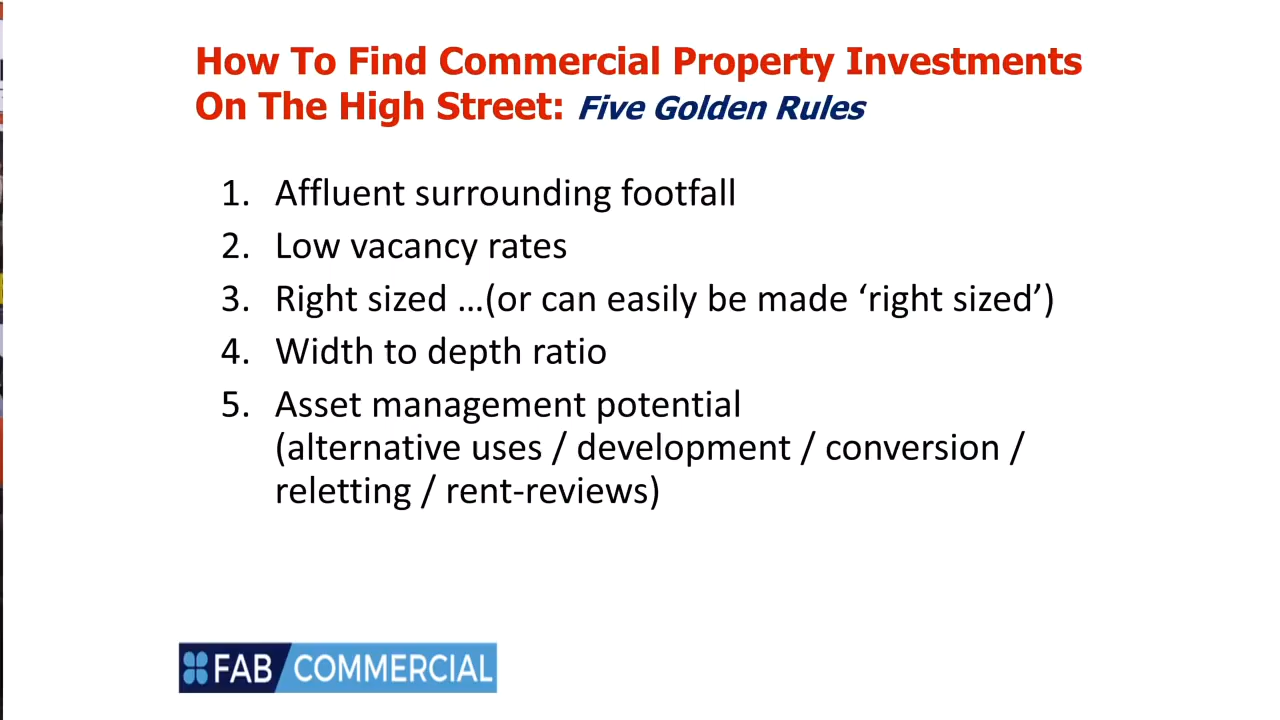 How To Find Commercial Property Investments
On The High Street: Five Golden Rules
1. Affluent surrounding footfall
2. Low vacancy rates
3. Right sized …(or can easily be made ‘right sized’)
4. Width to depth ratio
5. Asset management potential
(alternative uses / development / conversion /
reletting / rent-reviews)
FAB COMMERCIAL